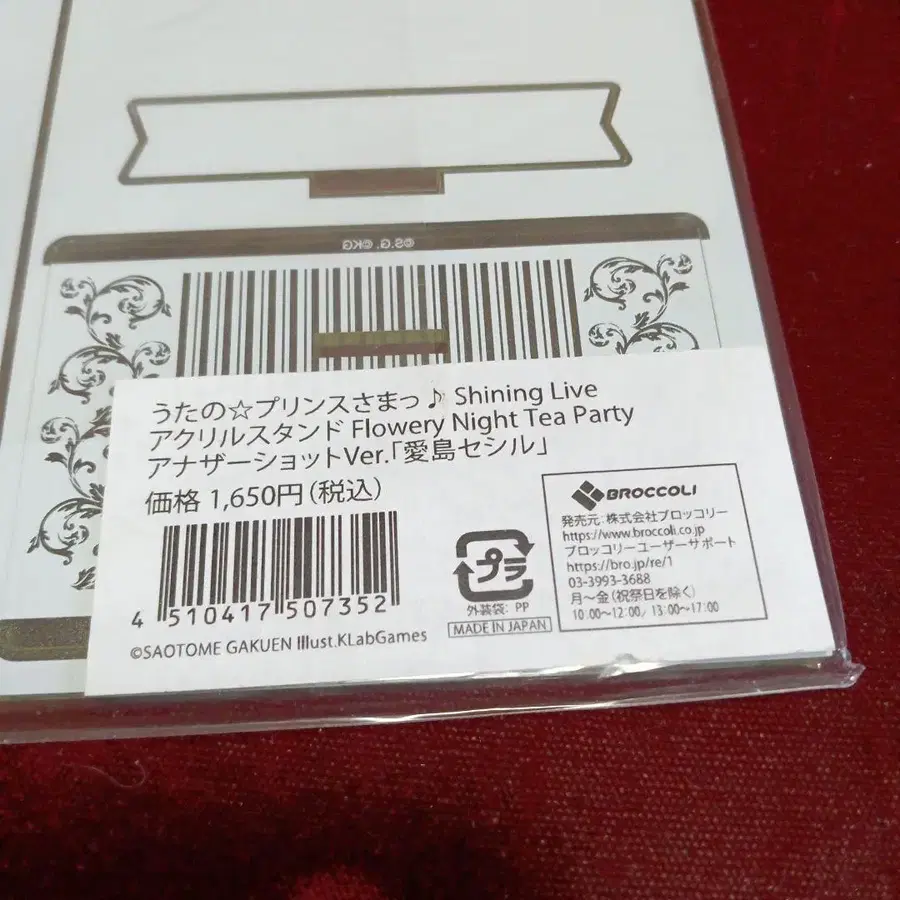 ©S.G. ©KG
うたの☆プリンスさまっ♪ Shining Live
アクリルスタンド Flowery Night Tea Party
アナザーショットVer.「愛島セシル」
価格 1,650円(税込)
4 510417 507352
©SAOTOME GAKUEN Illust.KLabGames
プラ
外装袋: PP
MADE IN JAPAN
BROCCOLI
発売元: 株式会社ブロッコリー
https://www.broccoli.co.jp
ブロッコリーユーザーサポート
https://bro.jp/re/1
03-3993-3688
月～金(祝祭日を除く)
10:00～12:00/13:00～17:00